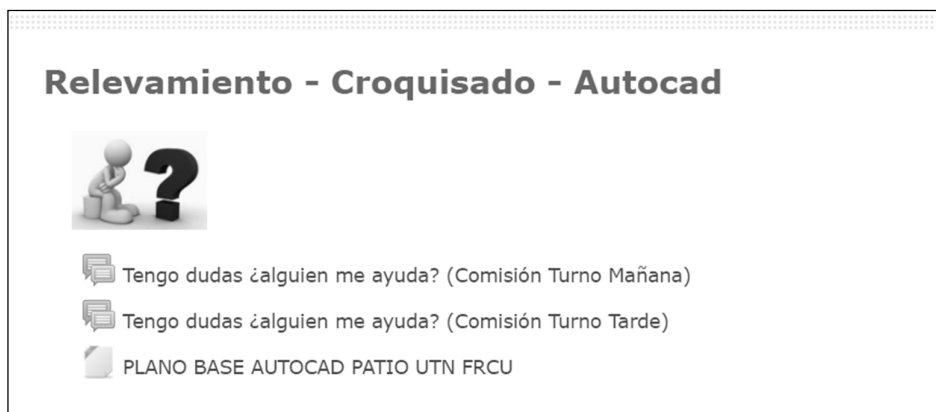 Relevamiento - Croquisado - Autocad
Tengo dudas ¿alguien me ayuda? (Comisión Turno Mañana)
Tengo dudas ¿alguien me ayuda? (Comisión Turno Tarde)
PLANO BASE AUTOCAD PATIO UTN FRCU